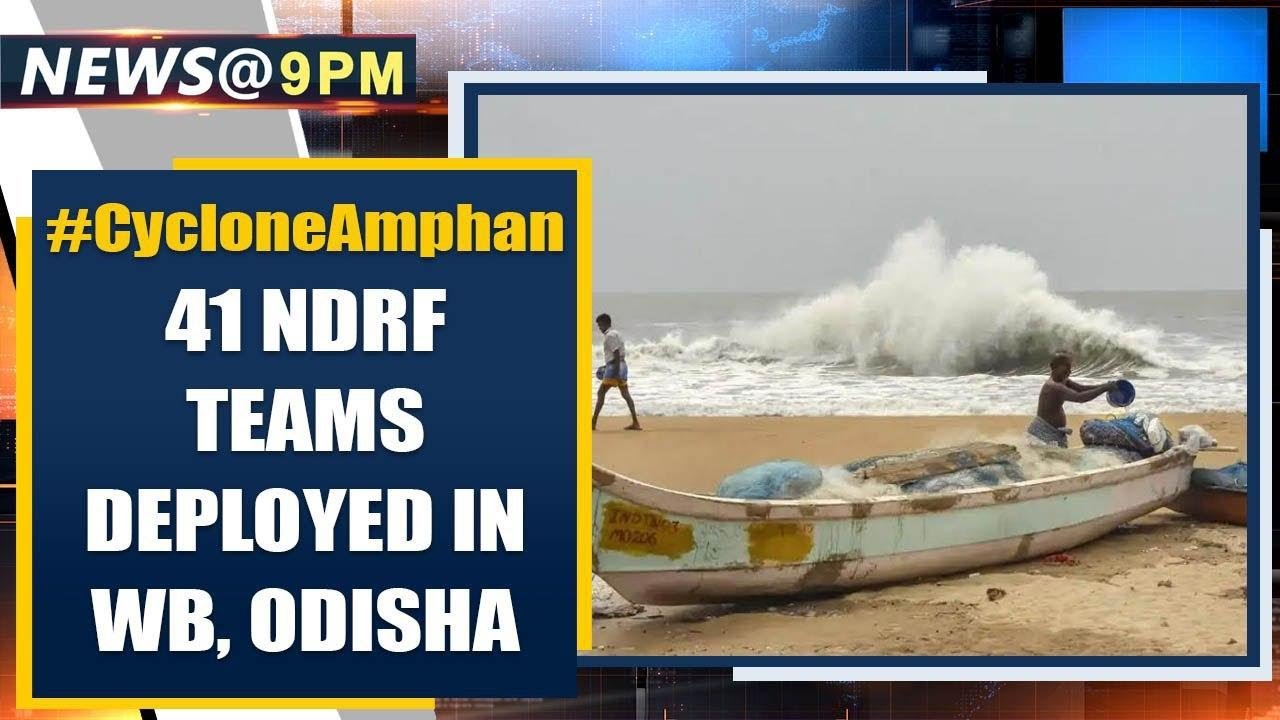 NEWS@9PM
#CycloneAmphan
41 NDRF
TEAMS
DEPLOYED IN
WB, ODISHA